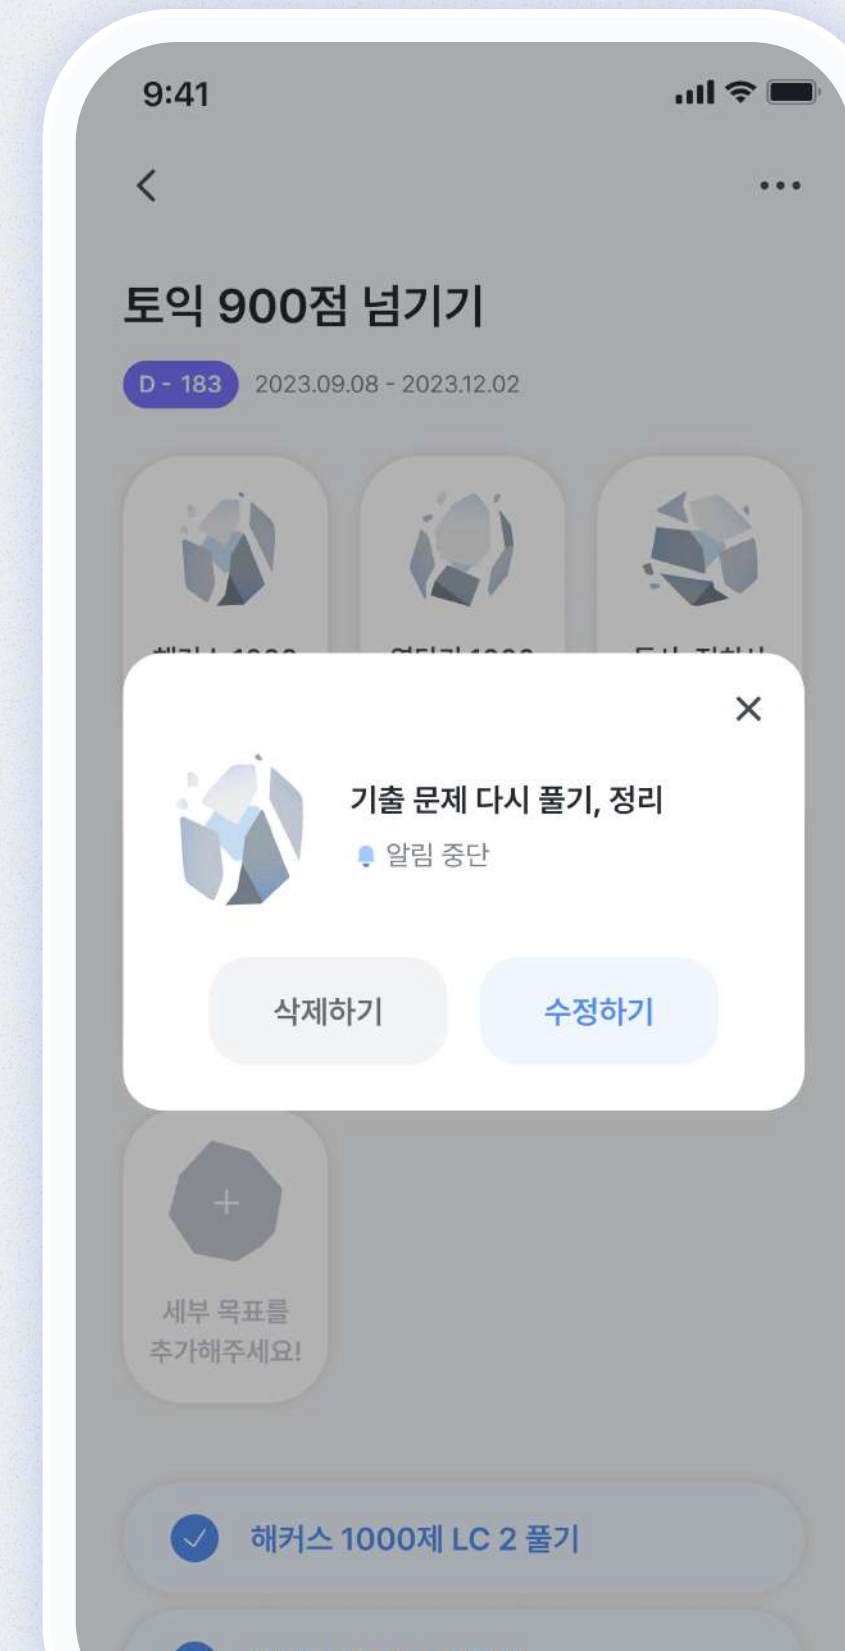 9:41
토익 900점 넘기기
D - 183 2023.09.08 - 2023.12.02
기출 문제 다시 풀기, 정리
알림 중단
삭제하기 수정하기
세부 목표를
추가해주세요!
해커스 1000제 LC 2 풀기